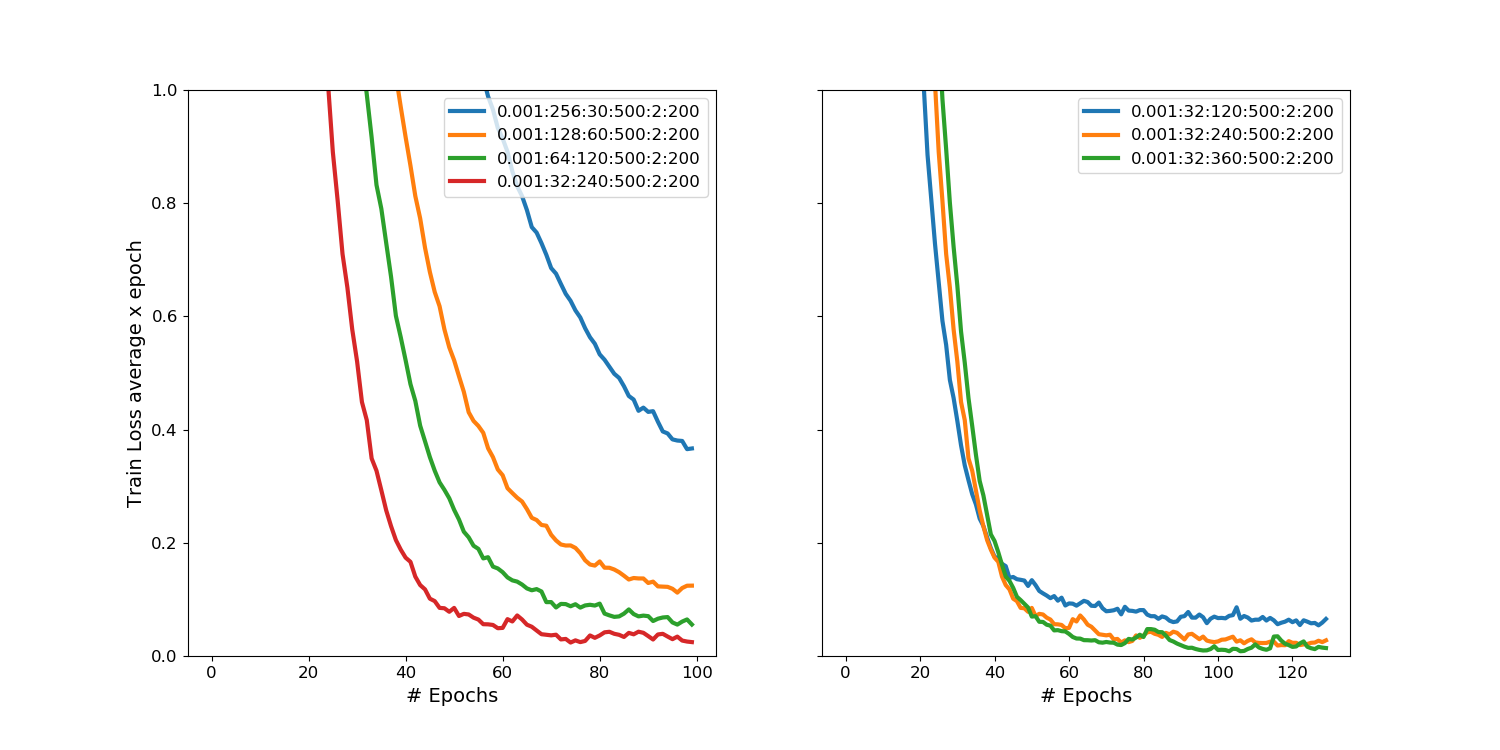 Train Loss average x epoch
1.0
0.8
0.6
0.4
0.2
0.0
0.001:256:30:500:2:200
0.001:128:60:500:2:200
0.001:64:120:500:2:200
0.001:32:240:500:2:200
0 20 40 60 80 100
# Epochs
0.001:32:120:500:2:200
0.001:32:240:500:2:200
0.001:32:360:500:2:200
0 20 40 60 80 100 120
# Epochs